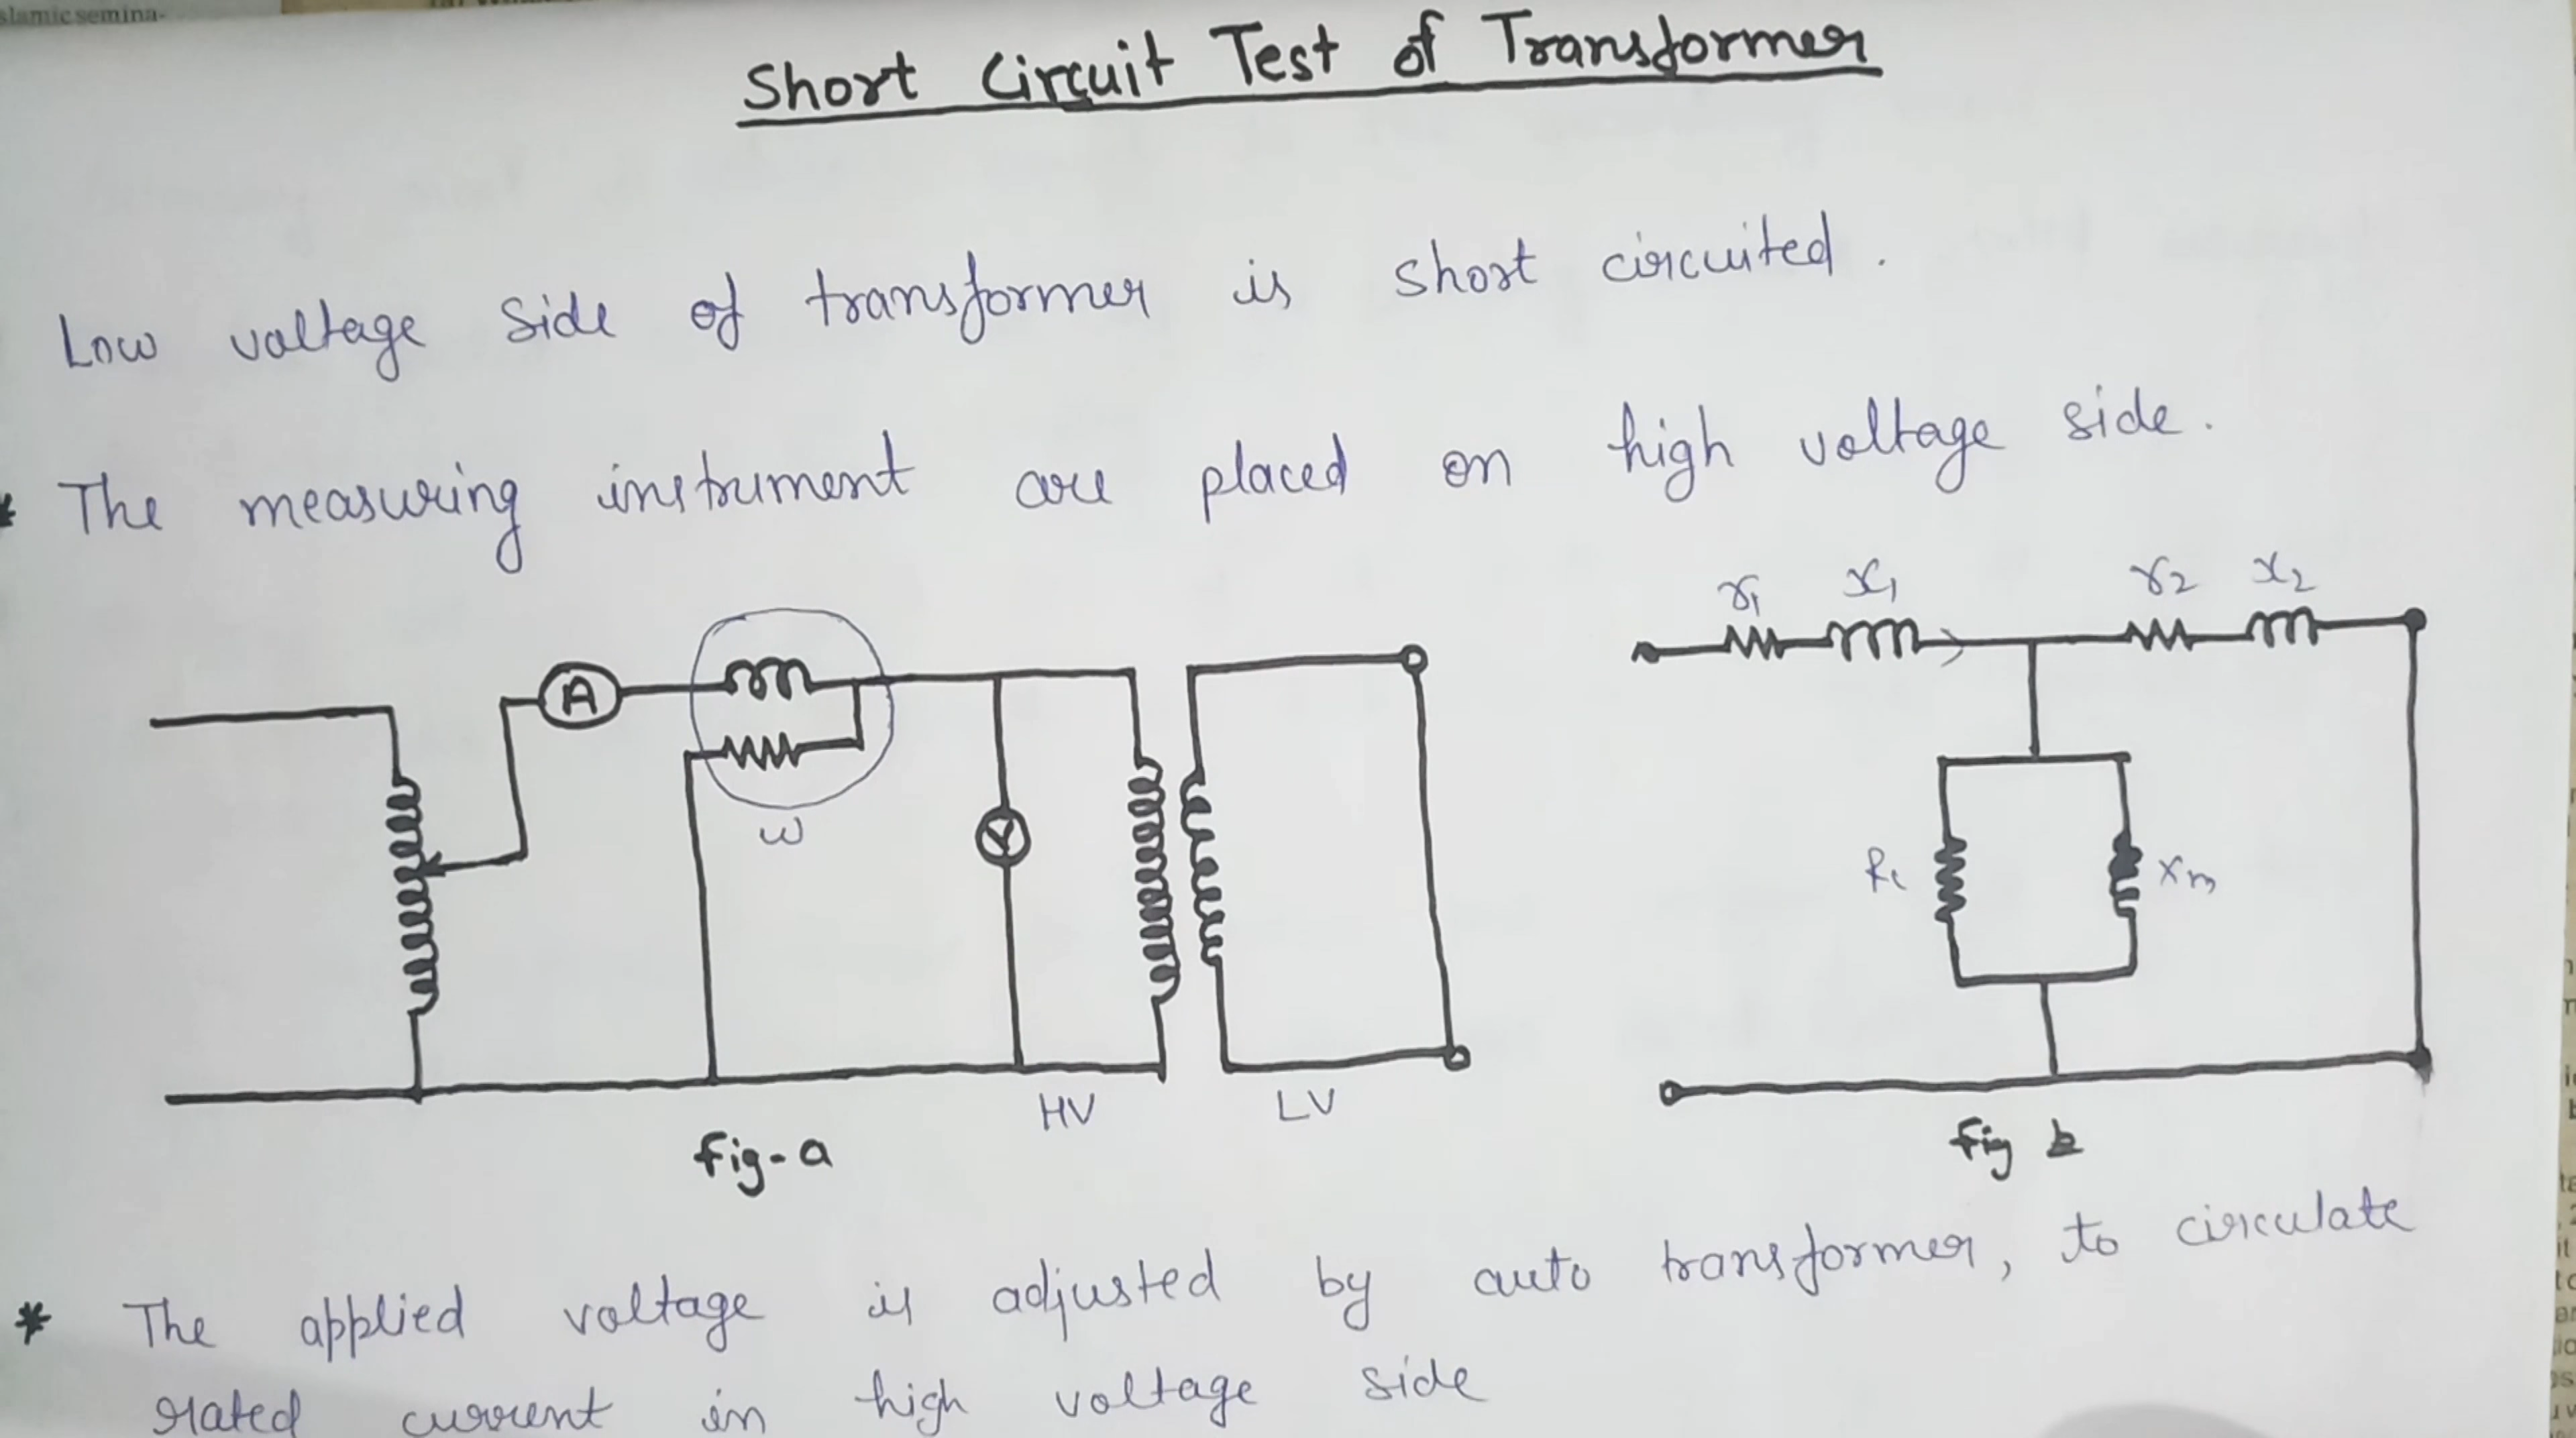 slamic semina-
Short Circuit Test of Transformer
Low voltage side of transformer is short circuited.
* The measuring instrument are placed on high voltage side.
r1 x1 r2 x2
A
W
V
Rc
Xm
HV
LV
fig-a
fig b
* The applied voltage is adjusted by auto transformer, to circulate
rated current in high voltage side